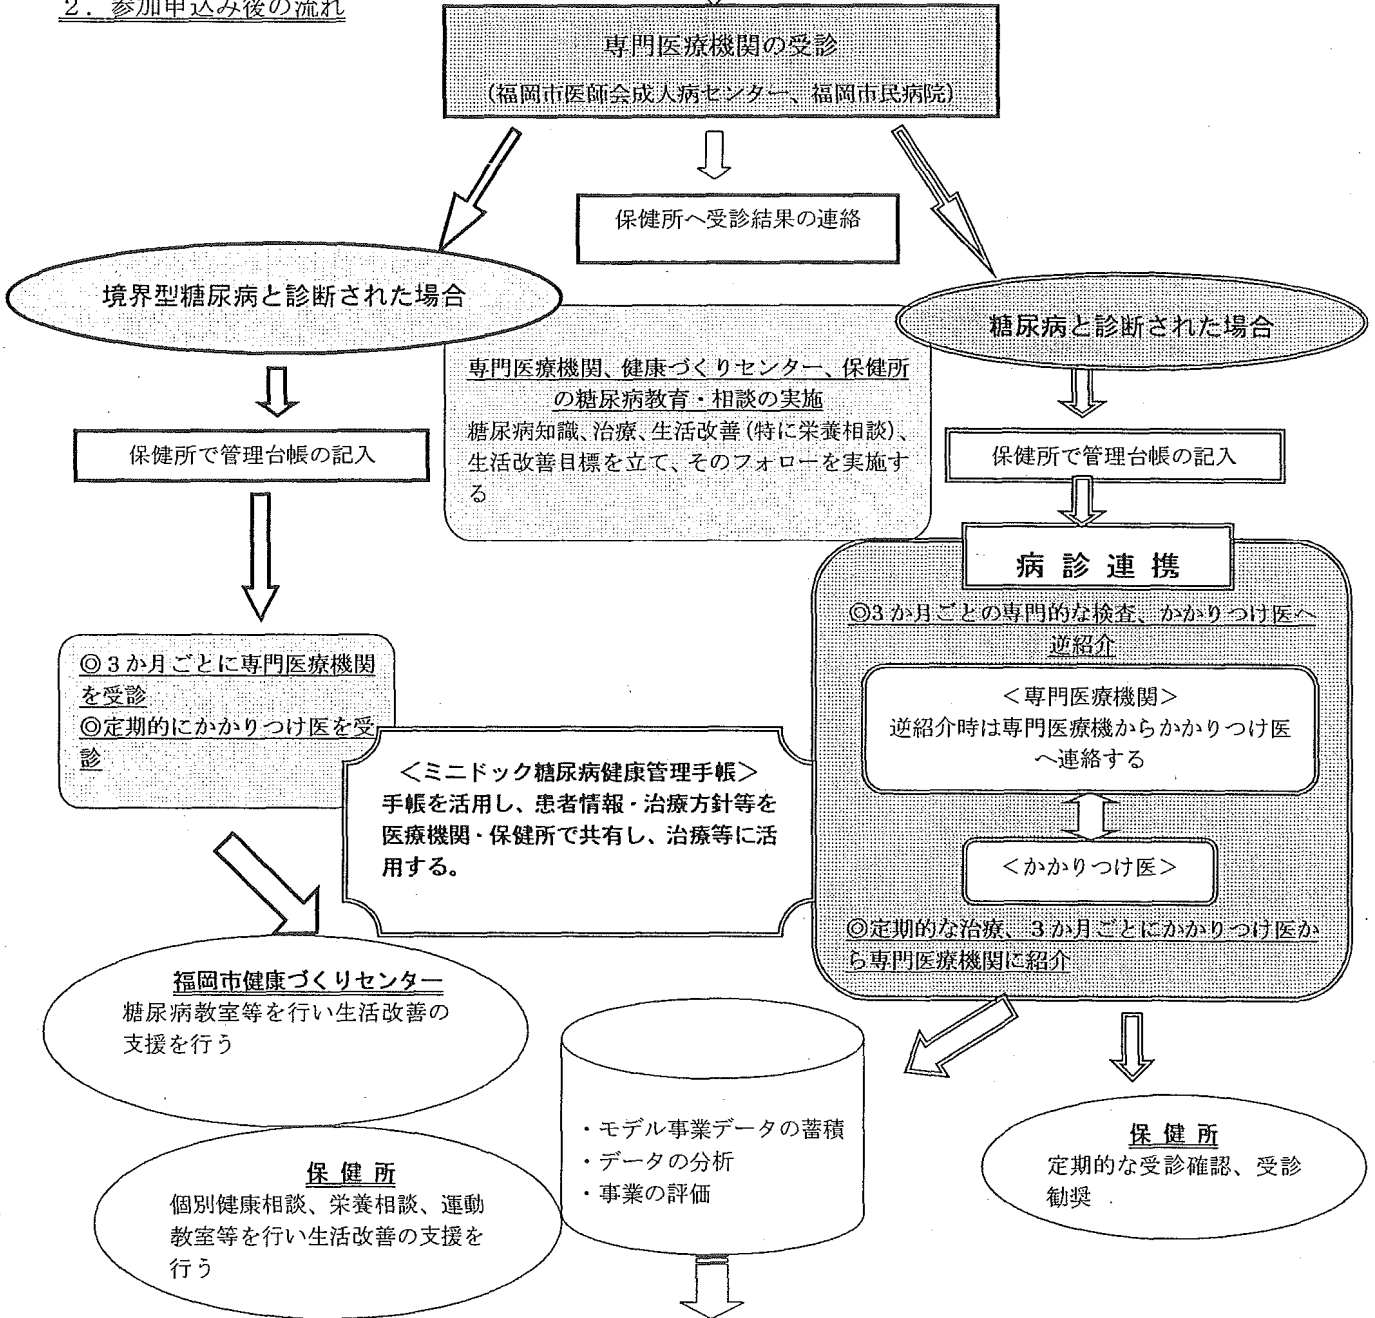 2．参加申込み後の流れ
専門医療機関の受診
（福岡市医師会成人病センター、福岡市民病院）
保健所へ受診結果の連絡
境界型糖尿病と診断された場合
糖尿病と診断された場合
専門医療機関、健康づくりセンター、保健所
の糖尿病教育・相談の実施
糖尿病知識、治療、生活改善（特に栄養相談）、
生活改善目標を立て、そのフォローを実施す
る
保健所で管理台帳の記入
保健所で管理台帳の記入
病 診 連 携
◎3か月ごとの専門的な検査、かかりつけ医へ
逆紹介
＜専門医療機関＞
逆紹介時は専門医療機からかかりつけ医
へ連絡する
＜かかりつけ医＞
◎定期的な治療、3か月ごとにかかりつけ医か
ら専門医療機関に紹介
◎3か月ごとに専門医療機関
を受診
◎定期的にかかりつけ医を受
診
＜ミニドック糖尿病健康管理手帳＞
手帳を活用し、患者情報・治療方針等を
医療機関・保健所で共有し、治療等に活
用する。
福岡市健康づくりセンター
糖尿病教室等を行い生活改善の
支援を行う
保 健 所
個別健康相談、栄養相談、運動
教室等を行い生活改善の支援を
行う
・モデル事業データの蓄積
・データの分析
・事業の評価
保 健 所
定期的な受診確認、受診
勧奨